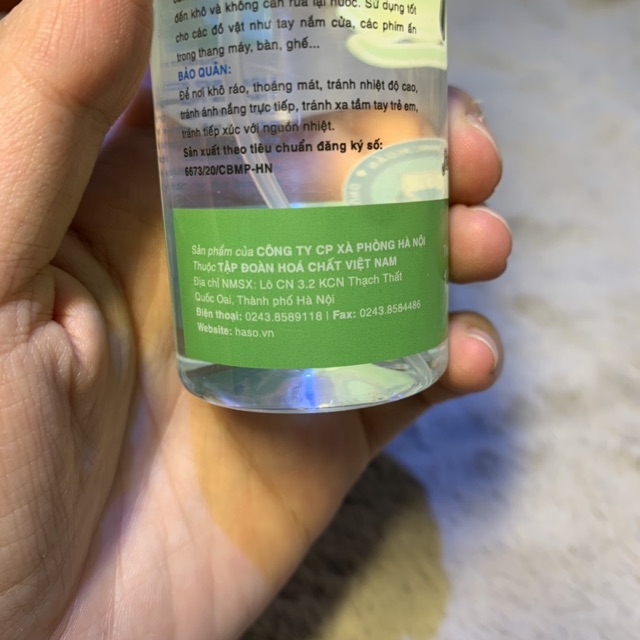 đến khô và không cần rửa lại nước. Sử dụng tốt
cho các đồ vật như tay nắm cửa, các phím ấn
trong thang máy, bàn, ghế...
BẢO QUẢN:
Để nơi khô ráo, thoáng mát, tránh nhiệt độ cao,
tránh ánh nắng trực tiếp, tránh xa tầm tay trẻ em,
tránh tiếp xúc với nguồn nhiệt.
Sản xuất theo tiêu chuẩn đăng ký số:
6673/20/CBMP-HN
Sản phẩm của CÔNG TY CP XÀ PHÒNG HÀ NỘI
Thuộc TẬP ĐOÀN HOÁ CHẤT VIỆT NAM
Địa chỉ NMSX: Lô CN 3.2 KCN Thạch Thất
Quốc Oai, Thành phố Hà Nội
Điện thoại: 0243.8589116 | Fax: 0243.8584486
Website: haso.vn